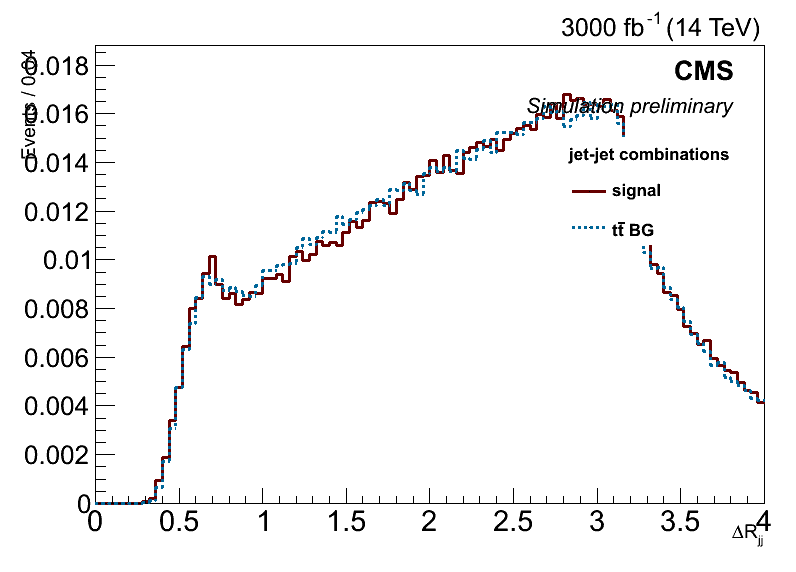 3000 fb⁻¹ (14 TeV)
CMS
Simulation preliminary
Events / 0.04
0.018
0.016
0.014
0.012
0.01
0.008
0.006
0.004
0.002
0
jet-jet combinations
signal
tt̄ BG
0 0.5 1 1.5 2 2.5 3 3.5 4
ΔRjj